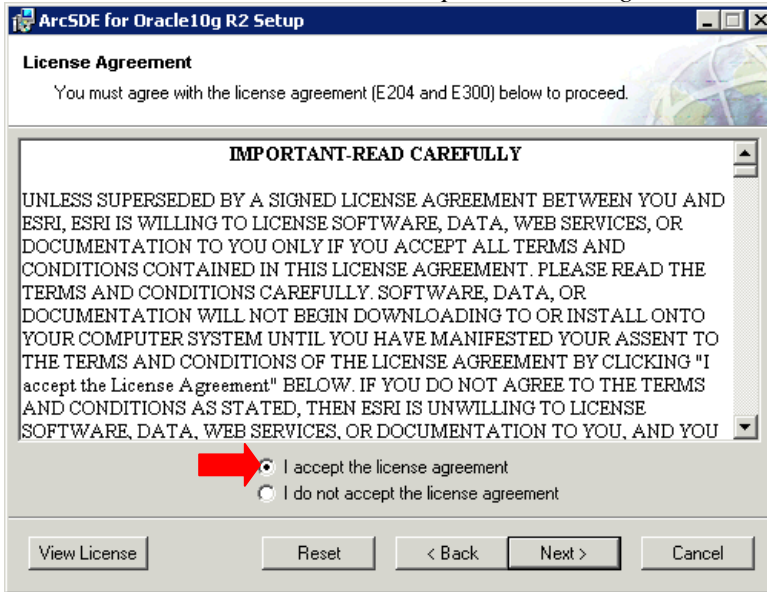 ArcSDE for Oracle10g R2 Setup
License Agreement
You must agree with the license agreement (E204 and E300) below to proceed.
IMPORTANT-READ CAREFULLY
UNLESS SUPERSEDED BY A SIGNED LICENSE AGREEMENT BETWEEN YOU AND
ESRI, ESRI IS WILLING TO LICENSE SOFTWARE, DATA, WEB SERVICES, OR
DOCUMENTATION TO YOU ONLY IF YOU ACCEPT ALL TERMS AND
CONDITIONS CONTAINED IN THIS LICENSE AGREEMENT. PLEASE READ THE
TERMS AND CONDITIONS CAREFULLY. SOFTWARE, DATA, OR
DOCUMENTATION WILL NOT BEGIN DOWNLOADING TO OR INSTALL ONTO
YOUR COMPUTER SYSTEM UNTIL YOU HAVE MANIFESTED YOUR ASSENT TO
THE TERMS AND CONDITIONS OF THE LICENSE AGREEMENT BY CLICKING "I
accept the License Agreement" BELOW. IF YOU DO NOT AGREE TO THE TERMS
AND CONDITIONS AS STATED, THEN ESRI IS UNWILLING TO LICENSE
SOFTWARE, DATA, WEB SERVICES, OR DOCUMENTATION TO YOU, AND YOU
I accept the license agreement
I do not accept the license agreement
View License Reset < Back Next > Cancel